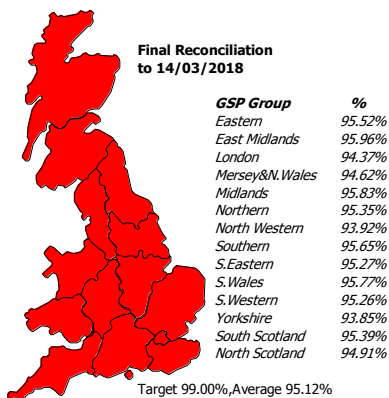 Final Reconciliation
to 14/03/2018
GSP Group %
Eastern 95.52%
East Midlands 95.96%
London 94.37%
Mersey&N.Wales 94.62%
Midlands 95.83%
Northern 95.35%
North Western 93.92%
Southern 95.65%
S.Eastern 95.27%
S.Wales 95.77%
S.Western 95.26%
Yorkshire 93.85%
South Scotland 95.39%
North Scotland 94.91%
Target 99.00%,Average 95.12%